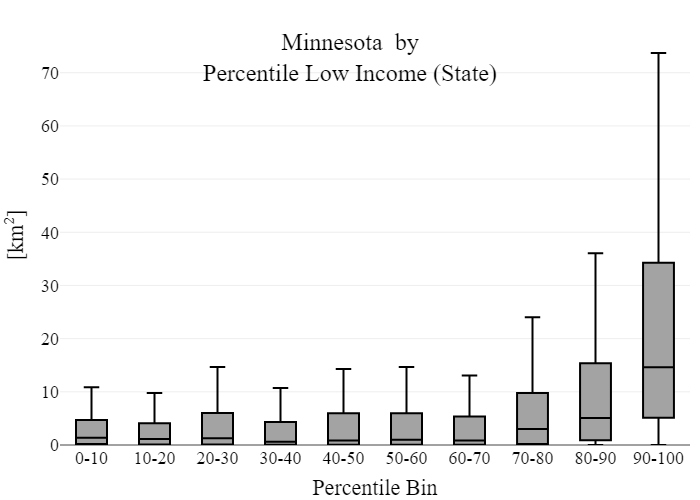 Minnesota  by
Percentile Low Income (State)
70
60
50
40
30
20
10
0
[km²]
0-10 10-20 20-30 30-40 40-50 50-60 60-70 70-80 80-90 90-100
Percentile Bin